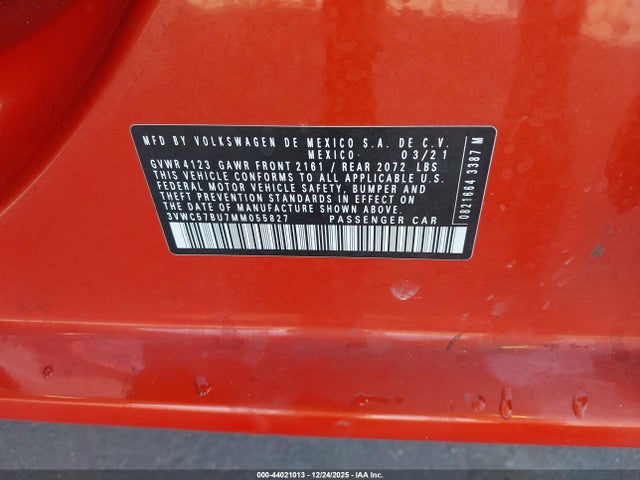 MFD BY VOLKSWAGEN DE MEXICO S.A. DE C.V.
MEXICO 03/21
GVWR 4123 GAWR FRONT 2161 / REAR 2072 LBS
THIS VEHICLE CONFORMS TO ALL APPLICABLE U.S.
FEDERAL MOTOR VEHICLE SAFETY, BUMPER AND
THEFT PREVENTION STANDARDS IN EFFECT ON
THE DATE OF MANUFACTURE SHOWN ABOVE.
3VWC57BU7MM055827 PASSENGER CAR
0821664 3387 M
000-44021013 - 12/24/2025 - Copyright © 2025 IAA, Inc.